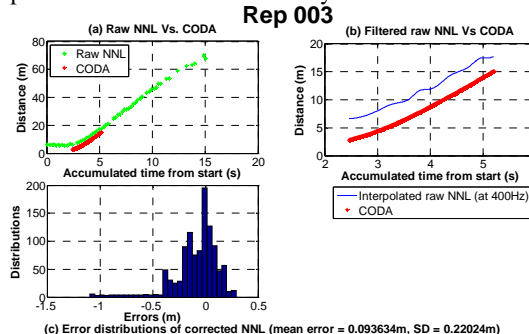 Rep 003
(a) Raw NNL Vs. CODA
80
60
40
20
0
Distance (m)
Raw NNL
CODA
0 5 10 15 20
Accumulated time from start (s)
(b) Filtered raw NNL Vs. CODA
20
15
10
5
0
Distance (m)
2 3 4 5
Accumulated time from start (s)
Interpolated raw NNL (at 400Hz)
CODA
200
150
100
50
0
Distributions
-1.5 -1 -0.5 0 0.5
Errors (m)
(c) Error distributions of corrected NNL (mean error = 0.093634m, SD = 0.22024m)